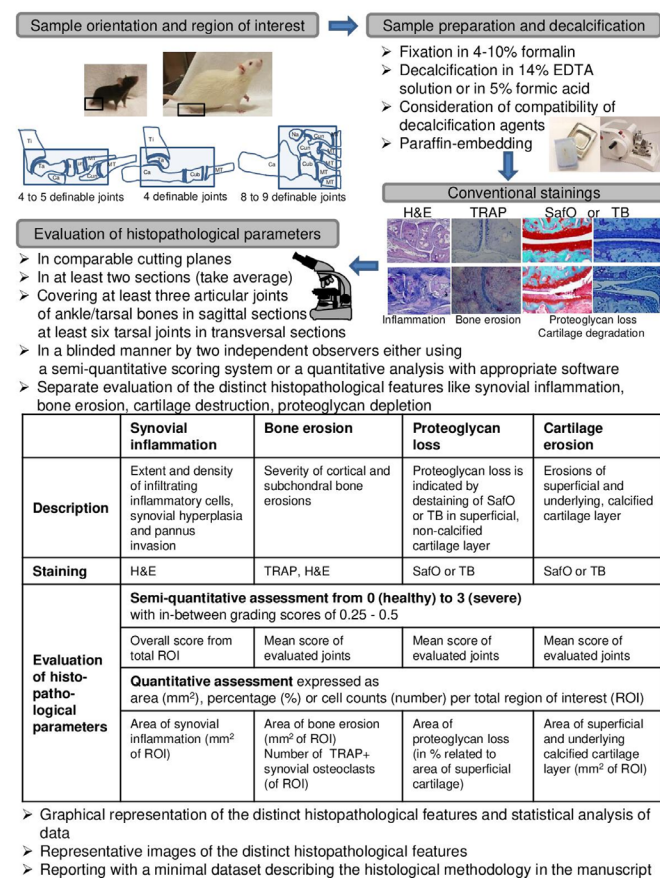 Sample orientation and region of interest
Sample preparation and decalcification
➢ Fixation in 4-10% formalin
➢ Decalcification in 14% EDTA
solution or in 5% formic acid
➢ Consideration of compatibility of
decalcification agents
➢ Paraffin-embedding
Ti
Ta
Ca
Cun
MT
MT
4 to 5 definable joints
Ti
Ta
Ca
Cub
MT
4 definable joints
Na
Cun
Ca
Cub
MT
MT
MT
8 to 9 definable joints
Conventional stainings
H&E TRAP SafO or TB
Inflammation Bone erosion Proteoglycan loss
Cartilage degradation
Evaluation of histopathological parameters
➢ In comparable cutting planes
➢ In at least two sections (take average)
➢ Covering at least three articular joints
of ankle/tarsal bones in sagittal sections
at least six tarsal joints in transversal sections
➢ In a blinded manner by two independent observers either using
a semi-quantitative scoring system or a quantitative analysis with appropriate software
➢ Separate evaluation of the distinct histopathological features like synovial inflammation,
bone erosion, cartilage destruction, proteoglycan depletion
Synovial
inflammation
Bone erosion
Proteoglycan
loss
Cartilage
erosion
Description
Extent and density
of infiltrating
inflammatory cells,
synovial hyperplasia
and pannus
invasion
Severity of cortical and
subchondral bone
erosions
Proteoglycan loss is
indicated by
destaining of SafO
or TB in superficial,
non-calcified
cartilage layer
Erosions of
superficial and
underlying, calcified
cartilage layer
Staining
H&E
TRAP, H&E
SafO or TB
SafO or TB
Evaluation
of histo-
patho-
logical
parameters
Semi-quantitative assessment from 0 (healthy) to 3 (severe)
with in-between grading scores of 0.25 - 0.5
Overall score from
total ROI
Mean score of
evaluated joints
Mean score of
evaluated joints
Mean score of
evaluated joints
Quantitative assessment expressed as
area (mm²), percentage (%) or cell counts (number) per total region of interest (ROI)
Area of synovial
inflammation (mm²
of ROI)
Area of bone erosion
(mm² of ROI)
Number of TRAP+
synovial osteoclasts
(of ROI)
Area of
proteoglycan loss
(in % related to
area of superficial
cartilage)
Area of superficial
and underlying
calcified cartilage
layer (mm² of ROI)
➢ Graphical representation of the distinct histopathological features and statistical analysis of
data
➢ Representative images of the distinct histopathological features
➢ Reporting with a minimal dataset describing the histological methodology in the manuscript